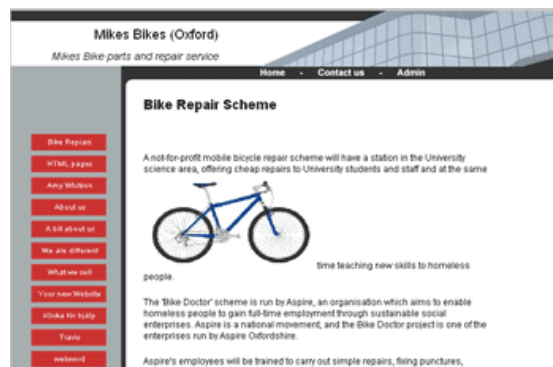 Mikes Bikes (Oxford)
Mikes Bike parts and repair service
Home - Contact us - Admin
Bike Repair Scheme
Bike Repiars
HTML pages
Amy Whitson
About us
A bit about us
We are different
What we sell
Your new Website
Klicka för hjälp
Travis
webword
A not-for-profit mobile bicycle repair scheme will have a station in the University
science area, offering cheap repairs to University students and staff and at the same
time teaching new skills to homeless
people.
The 'Bike Doctor' scheme is run by Aspire, an organisation which aims to enable
homeless people to gain full-time employment through sustainable social
enterprises. Aspire is a national movement, and the Bike Doctor project is one of the
enterprises run by Aspire Oxfordshire.
Aspire's employees will be trained to carry out simple repairs, fixing punctures,